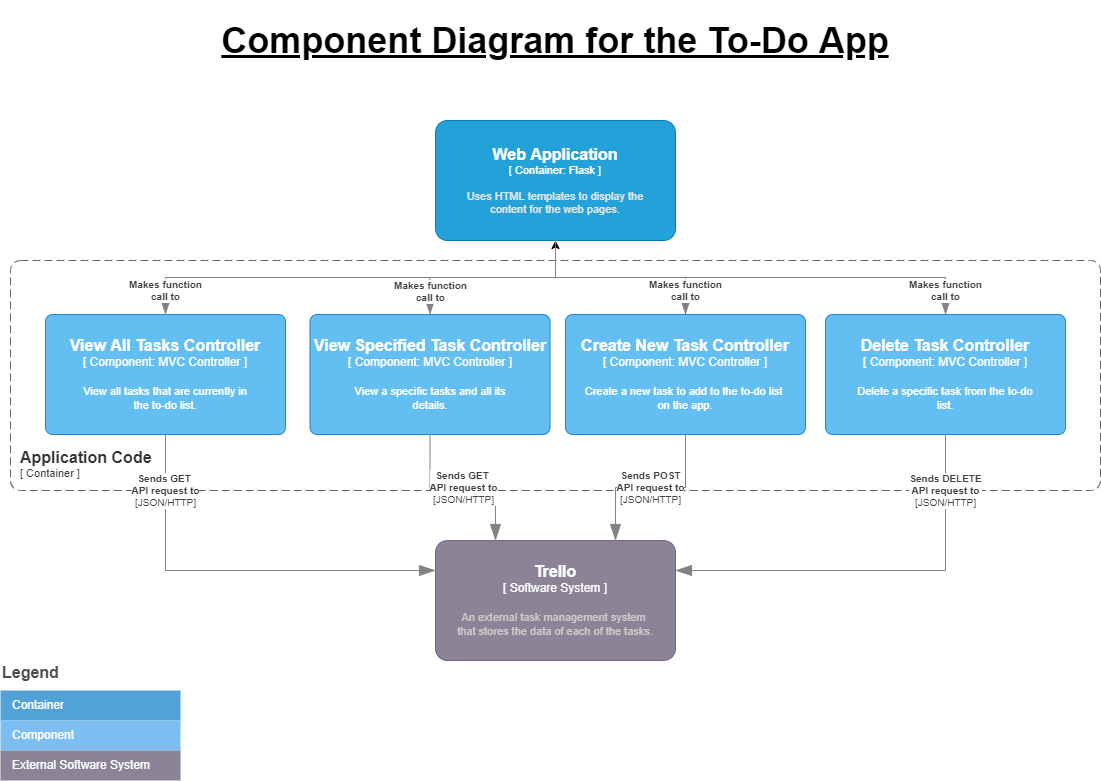 Component Diagram for the To-Do App
Web Application
[ Container: Flask ]
Uses HTML templates to display the
content for the web pages.
Makes function
call to
Makes function
call to
Makes function
call to
Makes function
call to
View All Tasks Controller
[ Component: MVC Controller ]
View all tasks that are currently in
the to-do list.
View Specified Task Controller
[ Component: MVC Controller ]
View a specific tasks and all its
details.
Create New Task Controller
[ Component: MVC Controller ]
Create a new task to add to the to-do list
on the app.
Delete Task Controller
[ Component: MVC Controller ]
Delete a specific task from the to-do
list.
Application Code
[ Container ]
Sends GET
API request to
[JSON/HTTP]
Sends GET
API request to
[JSON/HTTP]
Sends POST
API request to
[JSON/HTTP]
Sends DELETE
API request to
[JSON/HTTP]
Trello
[ Software System ]
An external task management system
that stores the data of each of the tasks.
Legend
Container
Component
External Software System